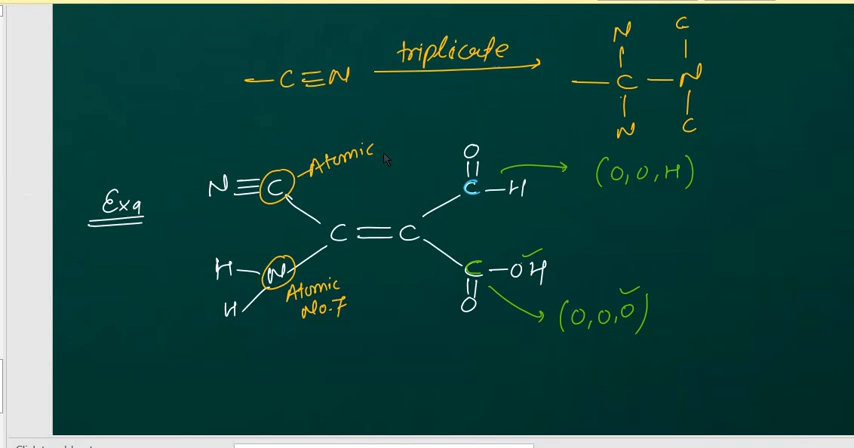 triplicate
N C
—C≡N —C—N
N C
Exa
N≡C Atomic
O
C—H (O,O,H)
C=C
H—N
H
Atomic
No. 7
C—OH
O
(O,O,O)